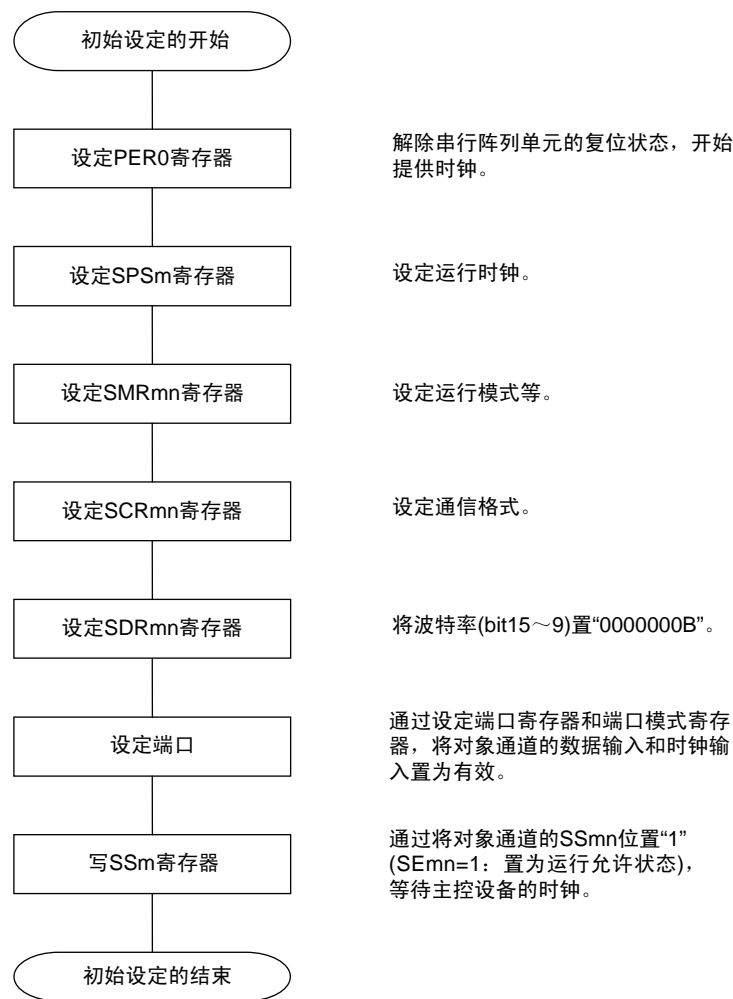 初始设定的开始
设定PER0寄存器
解除串行阵列单元的复位状态，开始
提供时钟。
设定SPSm寄存器
设定运行时钟。
设定SMRmn寄存器
设定运行模式等。
设定SCRmn寄存器
设定通信格式。
设定SDRmn寄存器
将波特率(bit15～9)置“0000000B”。
设定端口
通过设定端口寄存器和端口模式寄存
器，将对象通道的数据输入和时钟输
入置为有效。
写SSm寄存器
通过将对象通道的SSmn位置“1”
(SEmn=1：置为运行允许状态)，
等待主控设备的时钟。
初始设定的结束